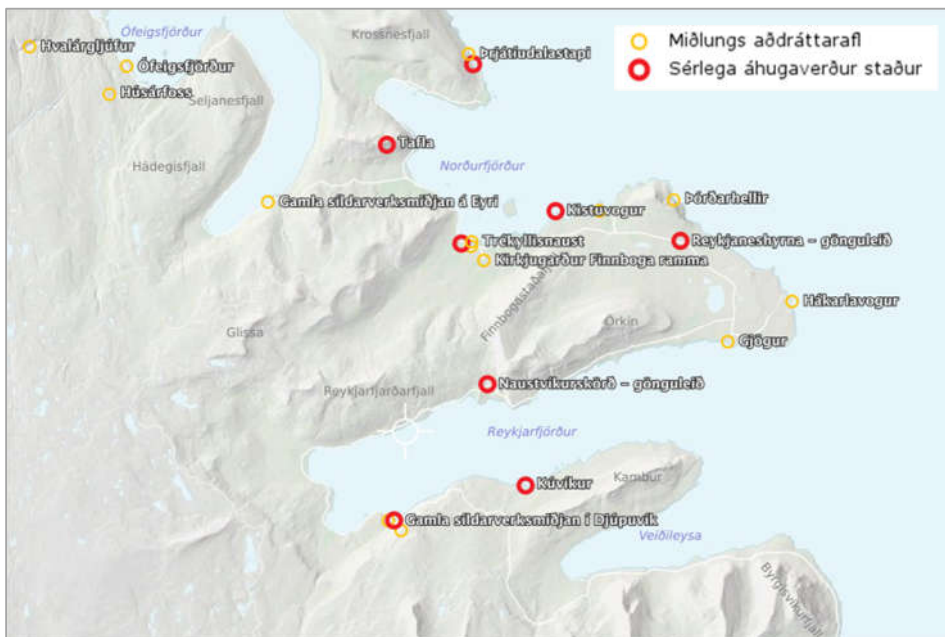 Ófeigsfjörður
Krossnesfjall
Miðlungs aðdráttarafl
Hvalárgljúfur
Þrjátíudalastapi
Ófeigsfjörður
Sérlega áhugaverður staður
Húsárfoss
Seljanesfjall
Tafla
Hádegisfjall
Norðurfjörður
Gamla síldarverksmiðjan á Eyri
Þórðarhellir
Kistuvogur
Trékyllisnaust
Reykjaneshyrna – gönguleið
Kirkjugarður Finnboga ramma
Hákarlavogur
Örkin
Glissa
Gjögur
Naustvíkurskörð – gönguleið
Reykjarfjarðarfjall
Reykjarfjörður
Kambur
Kúvíkur
Gamla síldarverksmiðjan í Djúpuvík
Veiðileysa
Byrgisvíkurfjall